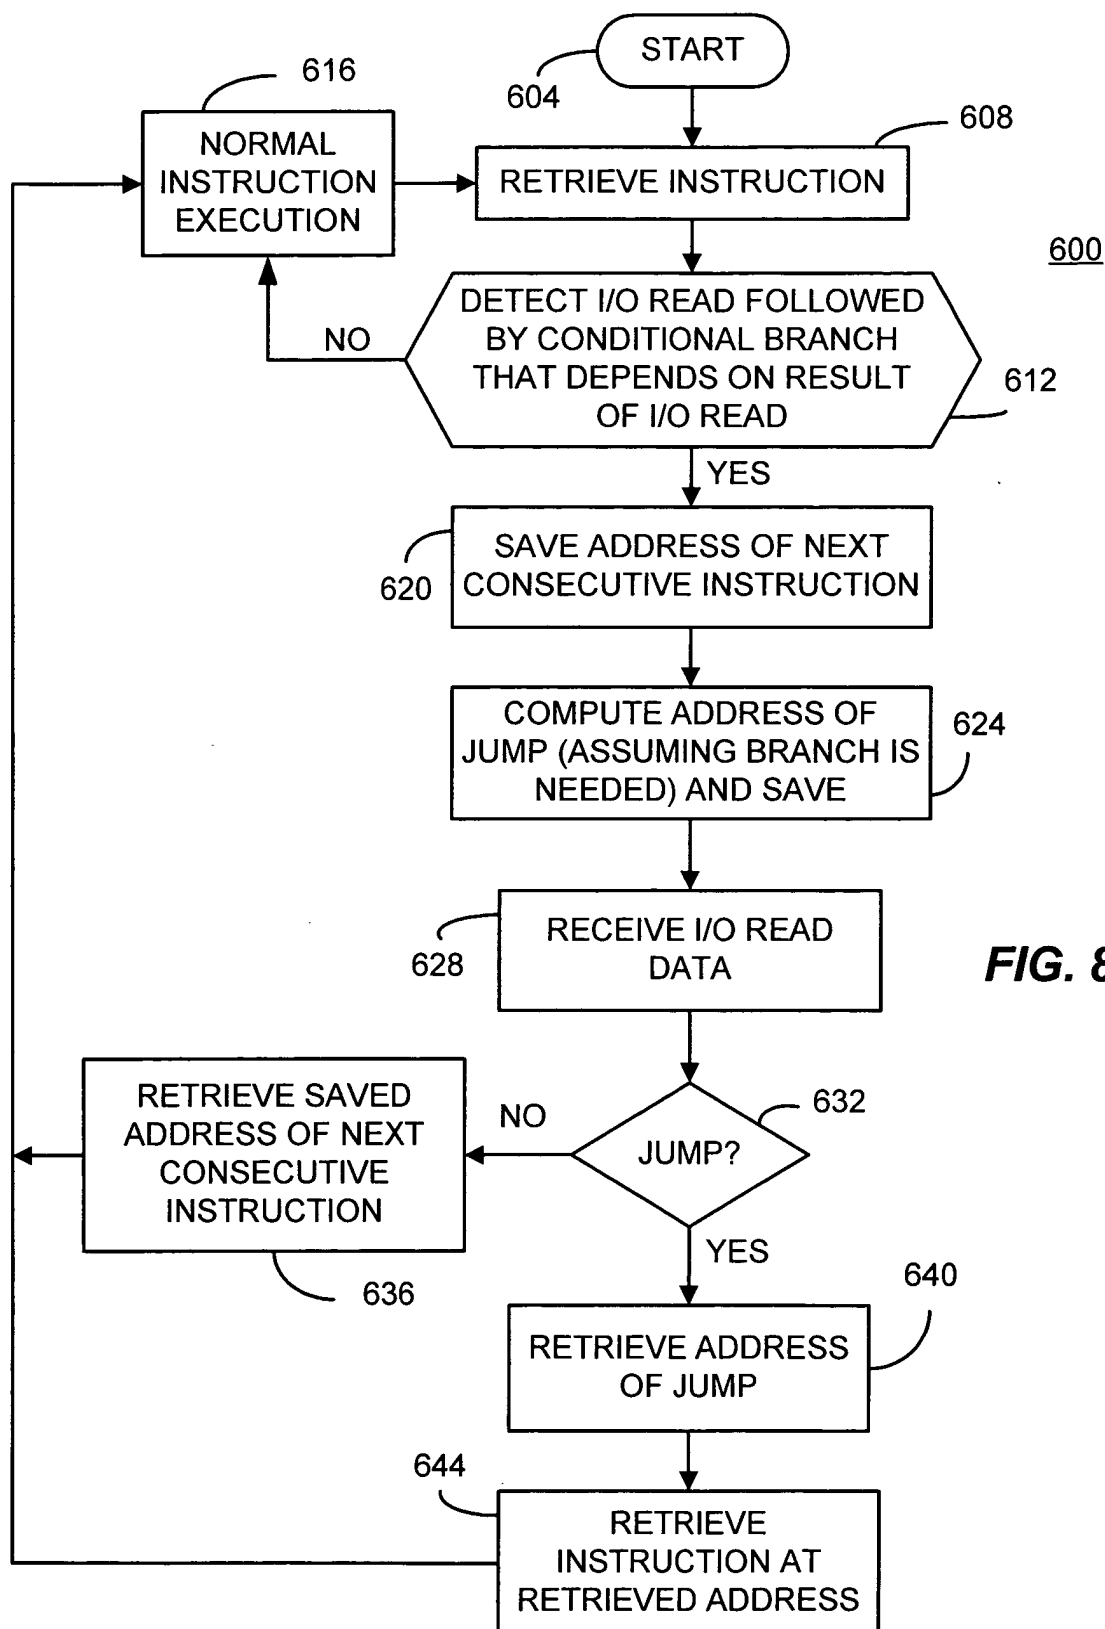 START
604
616
608
NORMAL
INSTRUCTION
EXECUTION
RETRIEVE INSTRUCTION
600
DETECT I/O READ FOLLOWED
BY CONDITIONAL BRANCH
THAT DEPENDS ON RESULT
OF I/O READ
NO
612
YES
SAVE ADDRESS OF NEXT
CONSECUTIVE INSTRUCTION
620
COMPUTE ADDRESS OF
JUMP (ASSUMING BRANCH IS
NEEDED) AND SAVE
624
RECEIVE I/O READ
DATA
628
FIG. 8
RETRIEVE SAVED
ADDRESS OF NEXT
CONSECUTIVE
INSTRUCTION
NO
632
JUMP?
636
YES
640
RETRIEVE ADDRESS
OF JUMP
644
RETRIEVE
INSTRUCTION AT
RETRIEVED ADDRESS